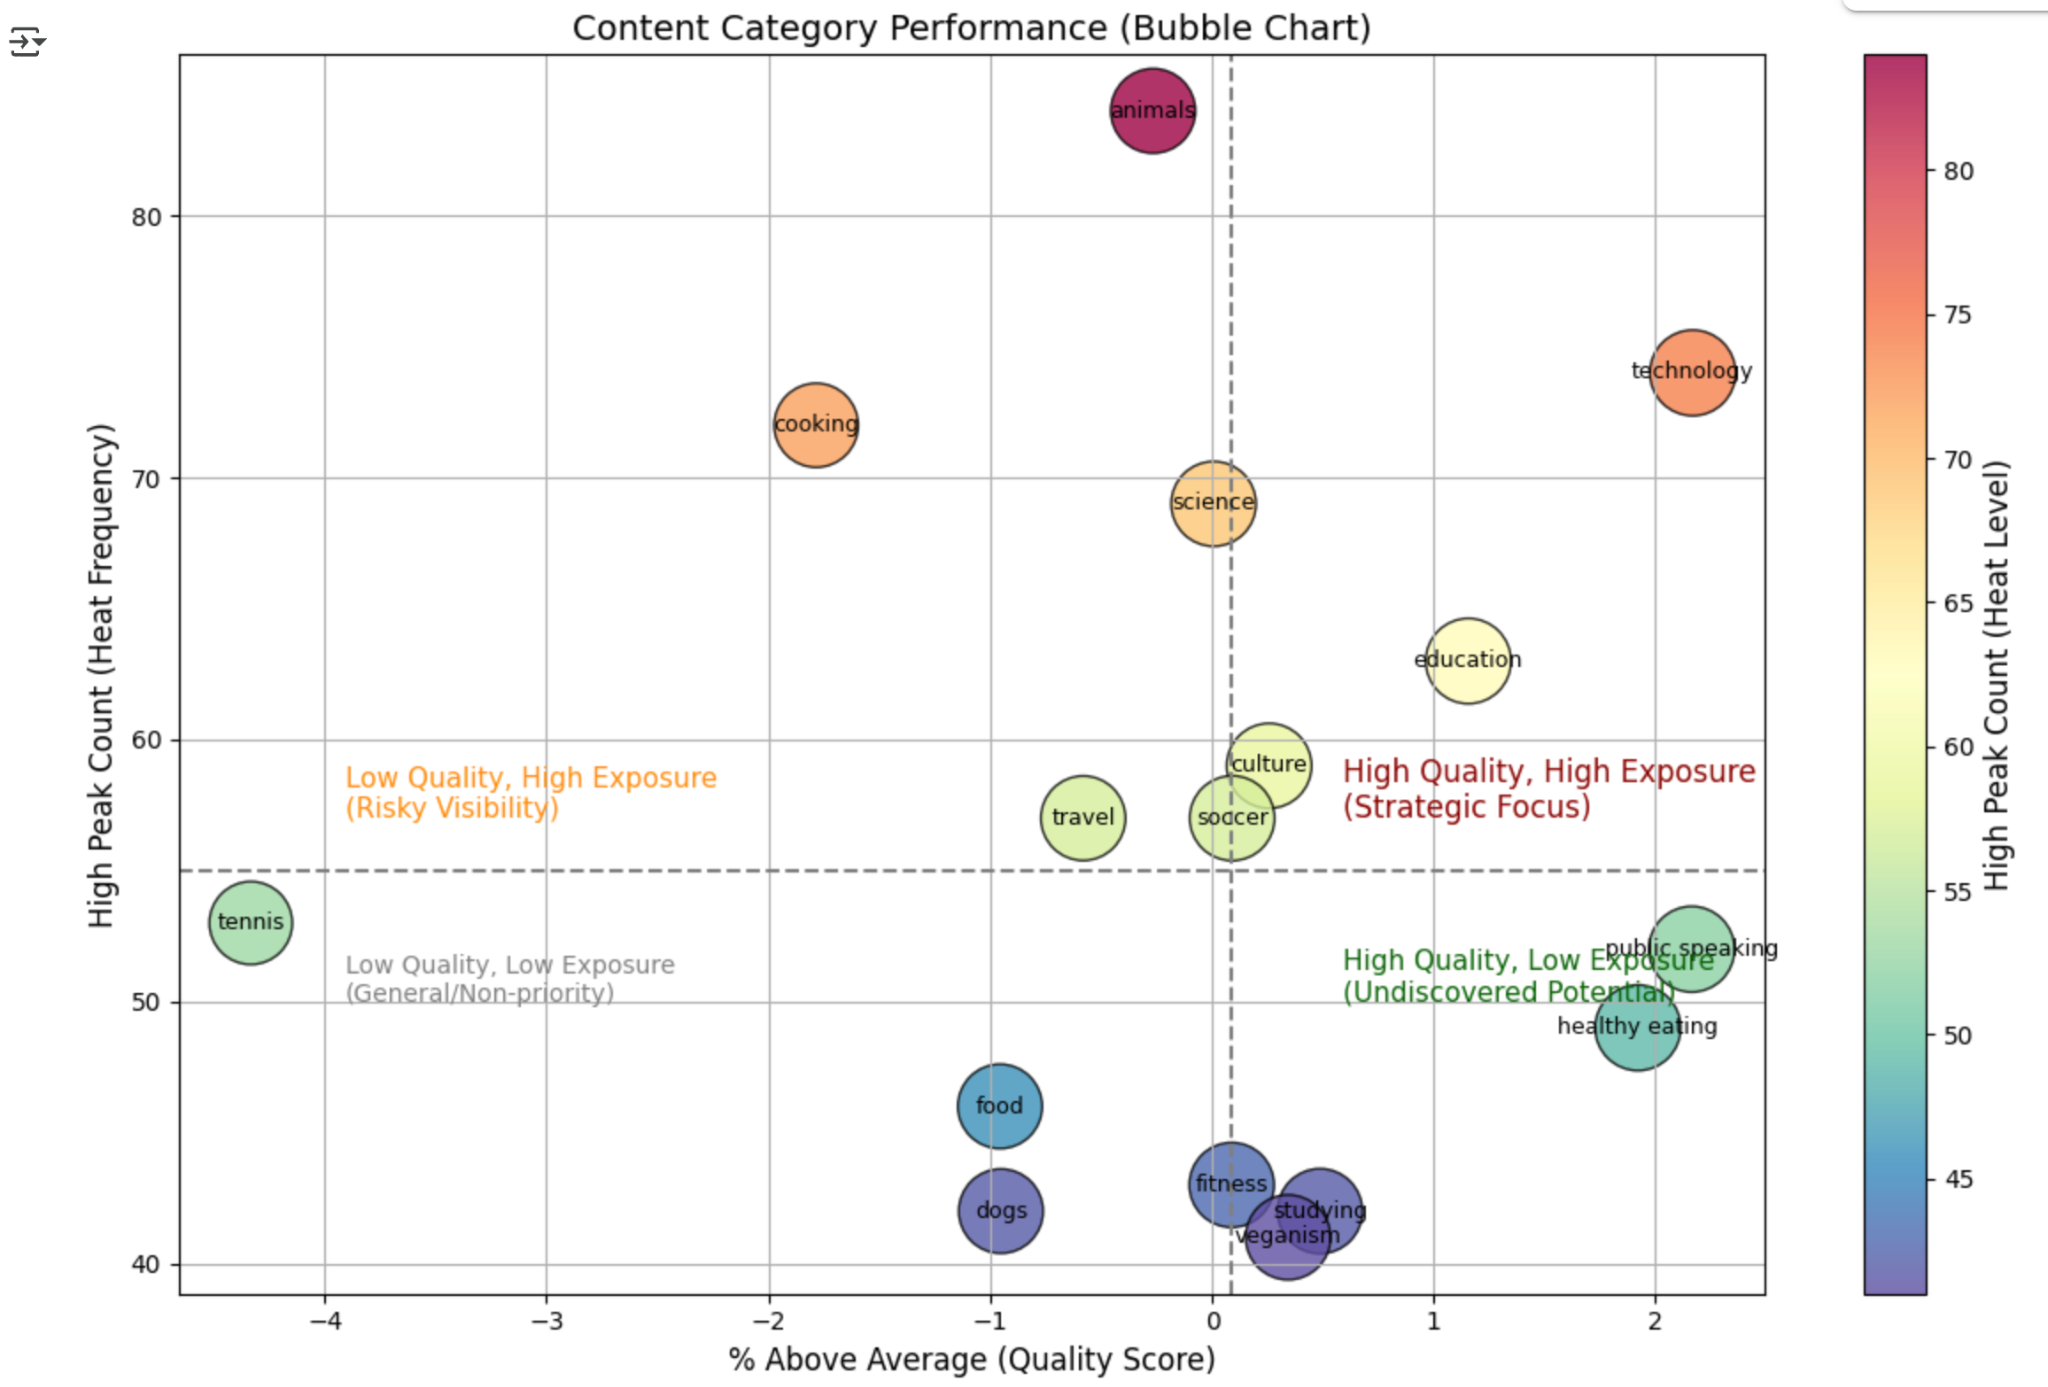 Content Category Performance (Bubble Chart)
animals
80
80
75
technology
cooking
70
70
science
65
education
60
60
culture
Low Quality, High Exposure
(Risky Visibility)
High Quality, High Exposure
(Strategic Focus)
travel
soccer
55
tennis
public speaking
Low Quality, Low Exposure
(General/Non-priority)
High Quality, Low Exposure
(Undiscovered Potential)
50
50
healthy eating
food
45
fitness
dogs
studying
veganism
40
−4
−3
−2
−1
0
1
2
% Above Average (Quality Score)
High Peak Count (Heat Frequency)
High Peak Count (Heat Level)